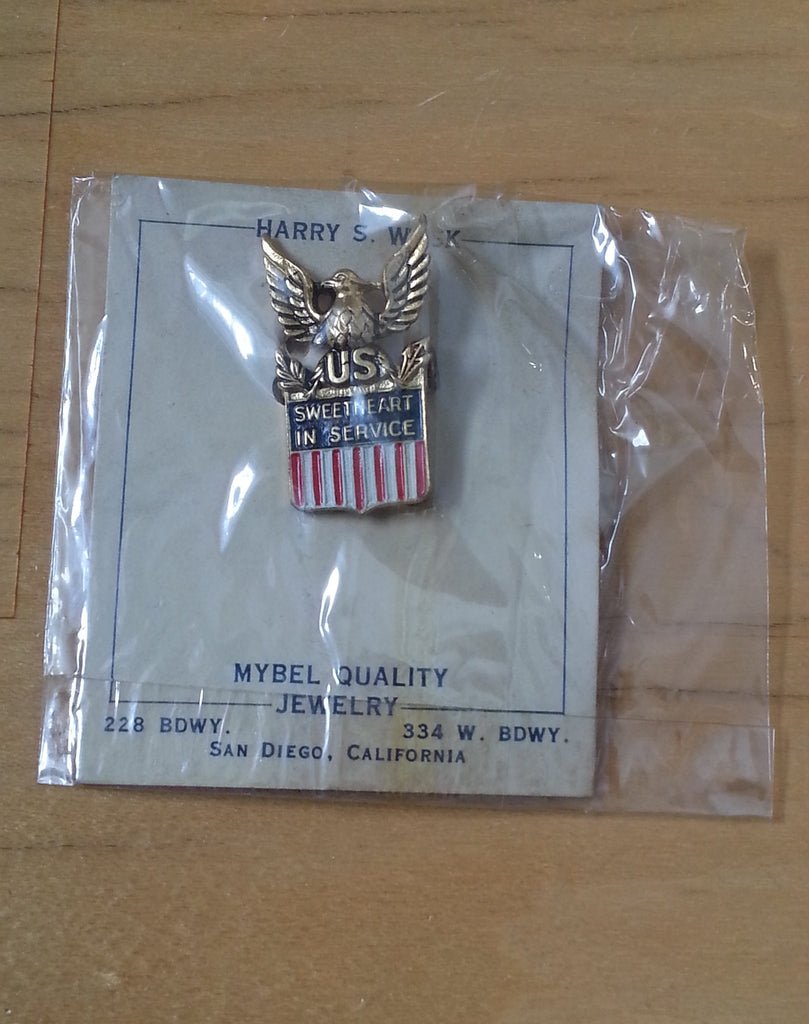 HARRY S.
US
SWEETHEART
IN SERVICE
MYBEL QUALITY
JEWELRY
228 BDWY. 334 W. BDWY.
SAN DIEGO, CALIFORNIA